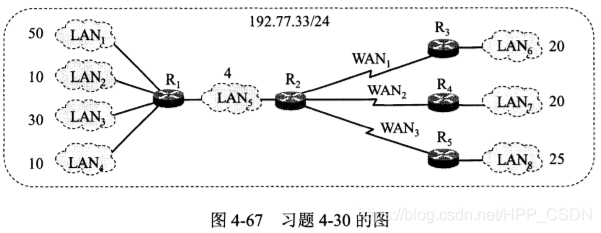 192.77.33/24
50 LAN₁
10 LAN₂
30 LAN₃
10 LAN₄
R₁
4
LAN₅
R₂
WAN₁
WAN₂
WAN₃
R₃
LAN₆ 20
R₄
LAN₇ 20
R₅
LAN₈ 25
图 4-67 习题 4-30 的图
https://blog.csdn.net/HPP_CSDN